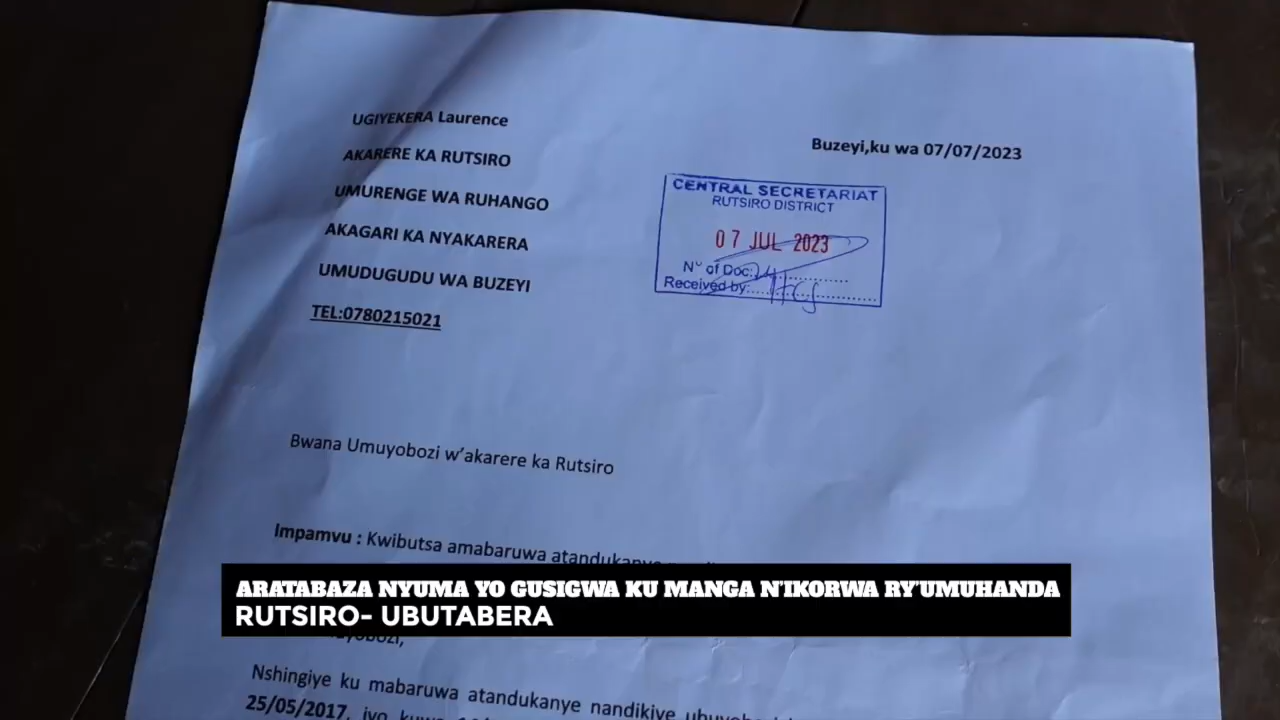 UGIYEKERA Laurence
AKARERE KA RUTSIRO
UMURENGE WA RUHANGO
AKAGARI KA NYAKARERA
UMUDUGUDU WA BUZEYI
TEL:0780215021
Buzeyi,ku wa 07/07/2023
CENTRAL SECRETARIAT
RUTSIRO DISTRICT
07 JUL 2023
N° of Doc:
Received by:
Bwana Umuyobozi w'akarere ka Rutsiro
Impamvu : Kwibutsa amabaruwa atandukanye
ARATABAZA NYUMA YO GUSIGWA KU MANGA N'IKORWA RY'UMUHANDA
RUTSIRO- UBUTABERA
Nshingiye ku mabaruwa atandukanye nandikiye
25/05/2017, iyo kuwa